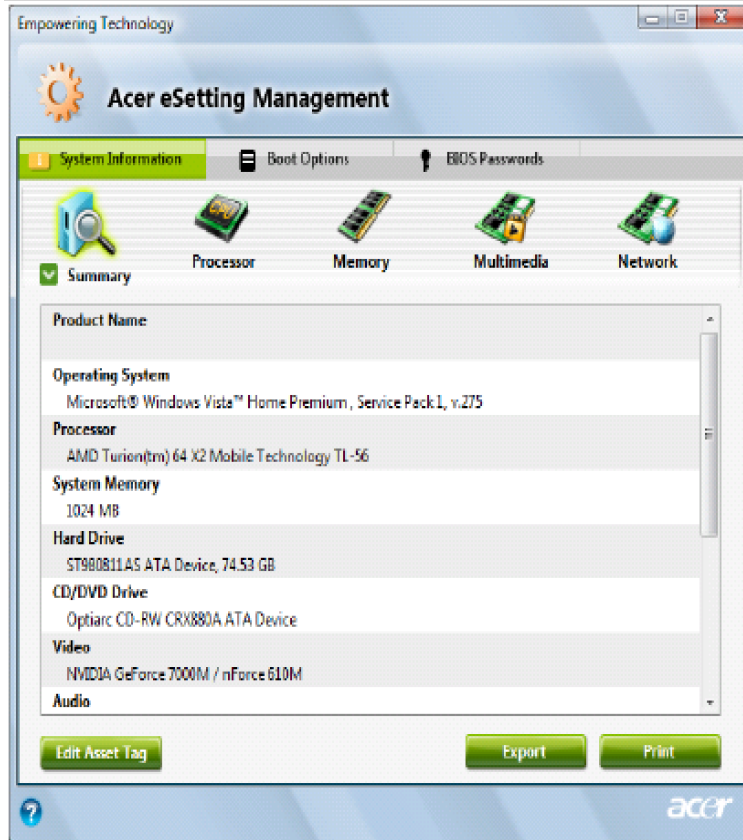 Empowering Technology
Acer eSetting Management
System Information Boot Options BIOS Passwords
CPU
Summary Processor Memory Multimedia Network
Product Name
Operating System
Microsoft® Windows Vista™ Home Premium , Service Pack 1, v.275
Processor
AMD Turion(tm) 64 X2 Mobile Technology TL-56
System Memory
1024 MB
Hard Drive
ST980811AS ATA Device, 74.53 GB
CD/DVD Drive
Optiarc CD-RW CRX880A ATA Device
Video
NVIDIA GeForce 7000M / nForce 610M
Audio
Edit Asset Tag Export Print
? acer